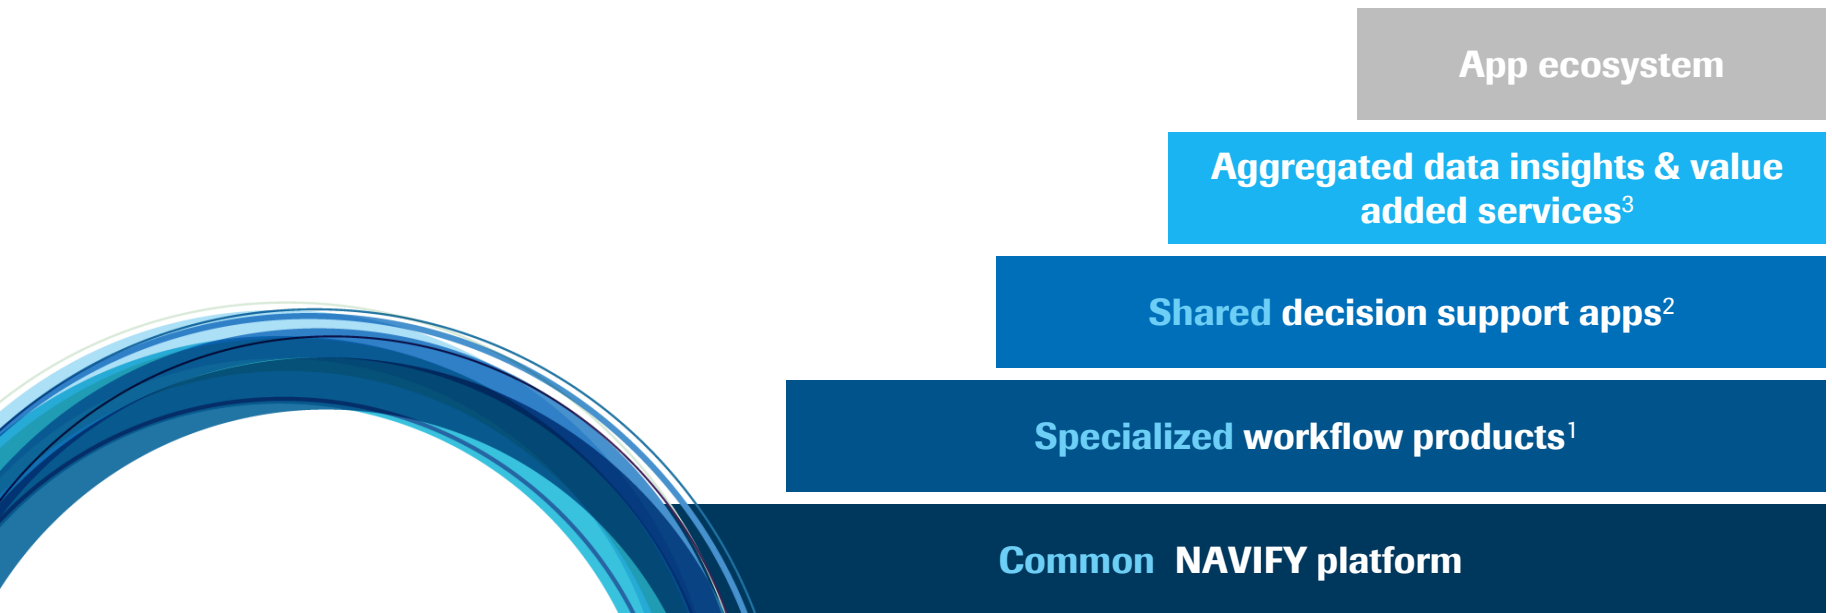 App ecosystem
Aggregated data insights & value
added services³
Shared decision support apps²
Specialized workflow products¹
Common NAVIFY platform